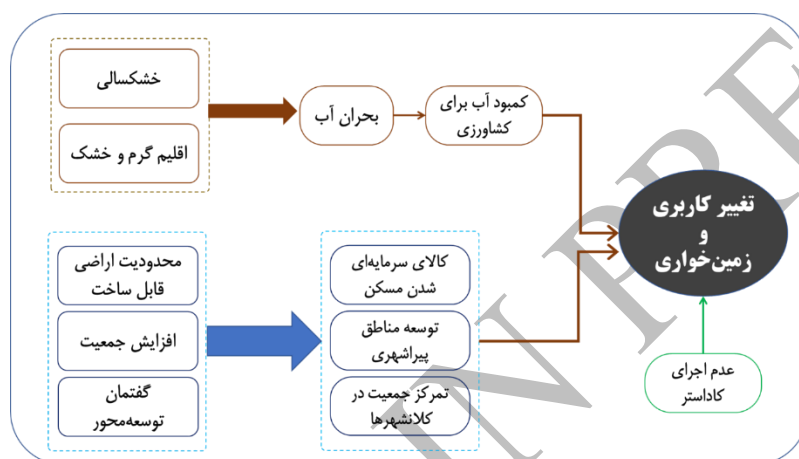 خشکسالی
اقلیم گرم و خشک
بحران آب
کمبود آب برای
کشاورزی
تغییر کاربری
و
زمین‌خواری
محدودیت اراضی
قابل ساخت
افزایش جمعیت
گفتمان
توسعه‌محور
کالای سرمایه‌ای
شدن مسکن
توسعه مناطق
پیراشهری
تمرکز جمعیت در
کلانشهرها
عدم اجرای
کاداستر
IN PRE